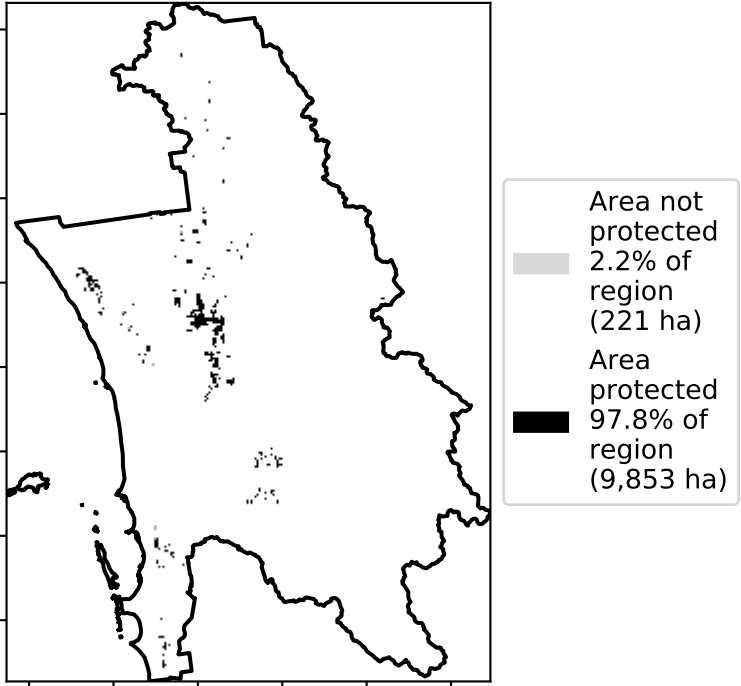 Area not
protected
2.2% of
region
(221 ha)
Area
protected
97.8% of
region
(9,853 ha)